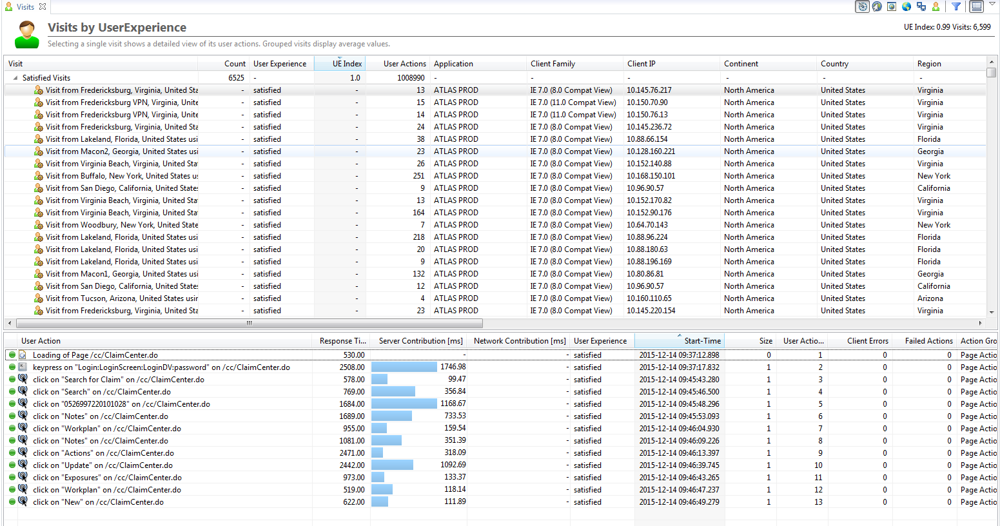 Visits
Visits by UserExperience
UE Index: 0.99 Visits: 6,599
Selecting a single visit shows a detailed view of its user actions. Grouped visits display average values.
Visit Count User Experience UE Index User Actions Application Client Family Client IP Continent Country Region
Satisfied Visits 6525 - 1.0 1008990 - - - - - -
Visit from Fredericksburg, Virginia, United Sta - satisfied - 13 ATLAS PROD IE 7.0 (8.0 Compat View) 10.145.76.217 North America United States Virginia
Visit from Fredericksburg VPN, Virginia, Unite - satisfied - 15 ATLAS PROD IE 7.0 (11.0 Compat View) 10.150.70.90 North America United States Virginia
Visit from Fredericksburg VPN, Virginia, Unite - satisfied - 14 ATLAS PROD IE 7.0 (11.0 Compat View) 10.150.76.13 North America United States Virginia
Visit from Fredericksburg, Virginia, United Sta - satisfied - 24 ATLAS PROD IE 7.0 (8.0 Compat View) 10.145.236.72 North America United States Virginia
Visit from Lakeland, Florida, United States usi - satisfied - 38 ATLAS PROD IE 7.0 (8.0 Compat View) 10.88.66.154 North America United States Florida
Visit from Macon2, Georgia, United States usi - satisfied - 23 ATLAS PROD IE 7.0 (8.0 Compat View) 10.128.160.221 North America United States Georgia
Visit from Virginia Beach, Virginia, United Sta - satisfied - 26 ATLAS PROD IE 7.0 (8.0 Compat View) 10.152.140.88 North America United States Virginia
Visit from Buffalo, New York, United States us - satisfied - 251 ATLAS PROD IE 7.0 (8.0 Compat View) 10.168.150.101 North America United States New York
Visit from San Diego, California, United States - satisfied - 9 ATLAS PROD IE 7.0 (8.0 Compat View) 10.96.90.57 North America United States California
Visit from Virginia Beach, Virginia, United Sta - satisfied - 13 ATLAS PROD IE 7.0 (8.0 Compat View) 10.152.170.82 North America United States Virginia
Visit from Virginia Beach, Virginia, United Sta - satisfied - 164 ATLAS PROD IE 7.0 (8.0 Compat View) 10.152.90.176 North America United States Virginia
Visit from Woodbury, New York, United State - satisfied - 7 ATLAS PROD IE 7.0 (8.0 Compat View) 10.64.70.143 North America United States New York
Visit from Lakeland, Florida, United States usi - satisfied - 218 ATLAS PROD IE 7.0 (8.0 Compat View) 10.88.96.224 North America United States Florida
Visit from Lakeland, Florida, United States usi - satisfied - 20 ATLAS PROD IE 7.0 (8.0 Compat View) 10.88.180.63 North America United States Florida
Visit from Lakeland, Florida, United States usi - satisfied - 9 ATLAS PROD IE 7.0 (8.0 Compat View) 10.88.196.169 North America United States Florida
Visit from Macon1, Georgia, United States usi - satisfied - 132 ATLAS PROD IE 7.0 (8.0 Compat View) 10.80.86.81 North America United States Georgia
Visit from San Diego, California, United States - satisfied - 12 ATLAS PROD IE 7.0 (8.0 Compat View) 10.96.90.57 North America United States California
Visit from Tucson, Arizona, United States usin - satisfied - 4 ATLAS PROD IE 7.0 (8.0 Compat View) 10.160.110.65 North America United States Arizona
Visit from Fredericksburg, Virginia, United Sta - satisfied - 23 ATLAS PROD IE 7.0 (8.0 Compat View) 10.145.220.154 North America United States Virginia
User Action Response Ti... Server Contribution [ms] Network Contribution [ms] User Experience Start-Time Size User Actio... Client Errors Failed Actions Action Gro
Loading of Page /cc/ClaimCenter.do 530.00 - - satisfied 2015-12-14 09:37:12.898 0 1 0 0 Page Actio
keypress on "Login:LoginScreen:LoginDV:password" on /cc/ClaimCenter.do 2508.00 1746.98 - satisfied 2015-12-14 09:37:17.832 1 2 0 0 Page Actio
click on "Search for Claim" on /cc/ClaimCenter.do 578.00 99.47 - satisfied 2015-12-14 09:45:43.280 1 3 0 0 Page Actio
click on "Search" on /cc/ClaimCenter.do 769.00 356.84 - satisfied 2015-12-14 09:45:46.500 1 4 0 0 Page Actio
click on "0526997220101028" on /cc/ClaimCenter.do 1684.00 1168.67 - satisfied 2015-12-14 09:45:48.296 1 5 0 0 Page Actio
click on "Notes" on /cc/ClaimCenter.do 1689.00 733.53 - satisfied 2015-12-14 09:45:53.093 1 6 0 0 Page Actio
click on "Workplan" on /cc/ClaimCenter.do 955.00 159.54 - satisfied 2015-12-14 09:46:04.930 1 7 0 0 Page Actio
click on "Notes" on /cc/ClaimCenter.do 1081.00 351.39 - satisfied 2015-12-14 09:46:09.226 1 8 0 0 Page Actio
click on "Actions" on /cc/ClaimCenter.do 2471.00 318.09 - satisfied 2015-12-14 09:46:13.397 1 9 0 0 Page Actio
click on "Update" on /cc/ClaimCenter.do 2442.00 1092.69 - satisfied 2015-12-14 09:46:39.745 1 10 0 0 Page Actio
click on "Exposures" on /cc/ClaimCenter.do 973.00 133.37 - satisfied 2015-12-14 09:46:43.265 1 11 0 0 Page Actio
click on "Workplan" on /cc/ClaimCenter.do 519.00 118.14 - satisfied 2015-12-14 09:46:47.237 1 12 0 0 Page Actio
click on "New" on /cc/ClaimCenter.do 622.00 111.89 - satisfied 2015-12-14 09:46:49.279 1 13 0 0 Page Actio